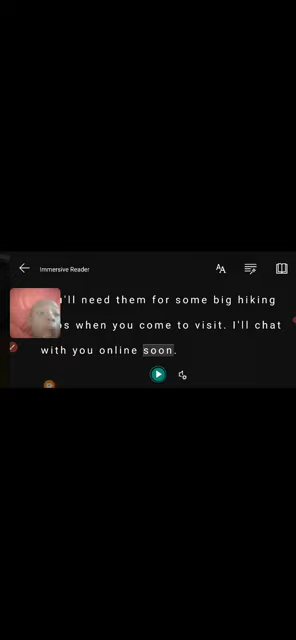 Immersive Reader
'll need them for some big hiking
when you come to visit. I'll chat
with you online soon.